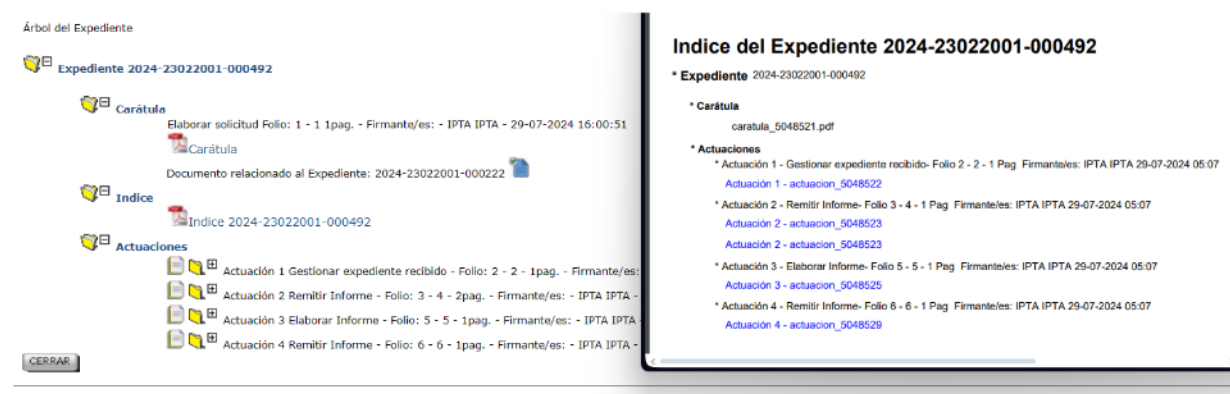 Árbol del Expediente
Expediente 2024-23022001-000492
Carátula
Elaborar solicitud Folio: 1 - 1 1pag. - Firmante/es: - IPTA IPTA - 29-07-2024 16:00:51
Carátula
Documento relacionado al Expediente: 2024-23022001-000222
Indice
Indice 2024-23022001-000492
Actuaciones
Actuación 1 Gestionar expediente recibido - Folio: 2 - 2 - 1pag. - Firmante/es:
Actuación 2 Remitir Informe - Folio: 3 - 4 - 2pag. - Firmante/es: - IPTA IPTA -
Actuación 3 Elaborar Informe - Folio: 5 - 5 - 1pag. - Firmante/es: - IPTA IPTA -
Actuación 4 Remitir Informe - Folio: 6 - 6 - 1pag. - Firmante/es: - IPTA IPTA -
CERRAR
Indice del Expediente 2024-23022001-000492
* Expediente 2024-23022001-000492
* Carátula
caratula_5048521.pdf
* Actuaciones
* Actuación 1 - Gestionar expediente recibido- Folio 2 - 2 - 1 Pag Firmante/es: IPTA IPTA 29-07-2024 05:07
Actuación 1 - actuacion_5048522
* Actuación 2 - Remitir Informe- Folio 3 - 4 - 1 Pag Firmante/es: IPTA IPTA 29-07-2024 05:07
Actuación 2 - actuacion_5048523
Actuación 2 - actuacion_5048523
* Actuación 3 - Elaborar Informe- Folio 5 - 5 - 1 Pag Firmante/es: IPTA IPTA 29-07-2024 05:07
Actuación 3 - actuacion_5048525
* Actuación 4 - Remitir Informe- Folio 6 - 6 - 1 Pag Firmante/es: IPTA IPTA 29-07-2024 05:07
Actuación 4 - actuacion_5048529